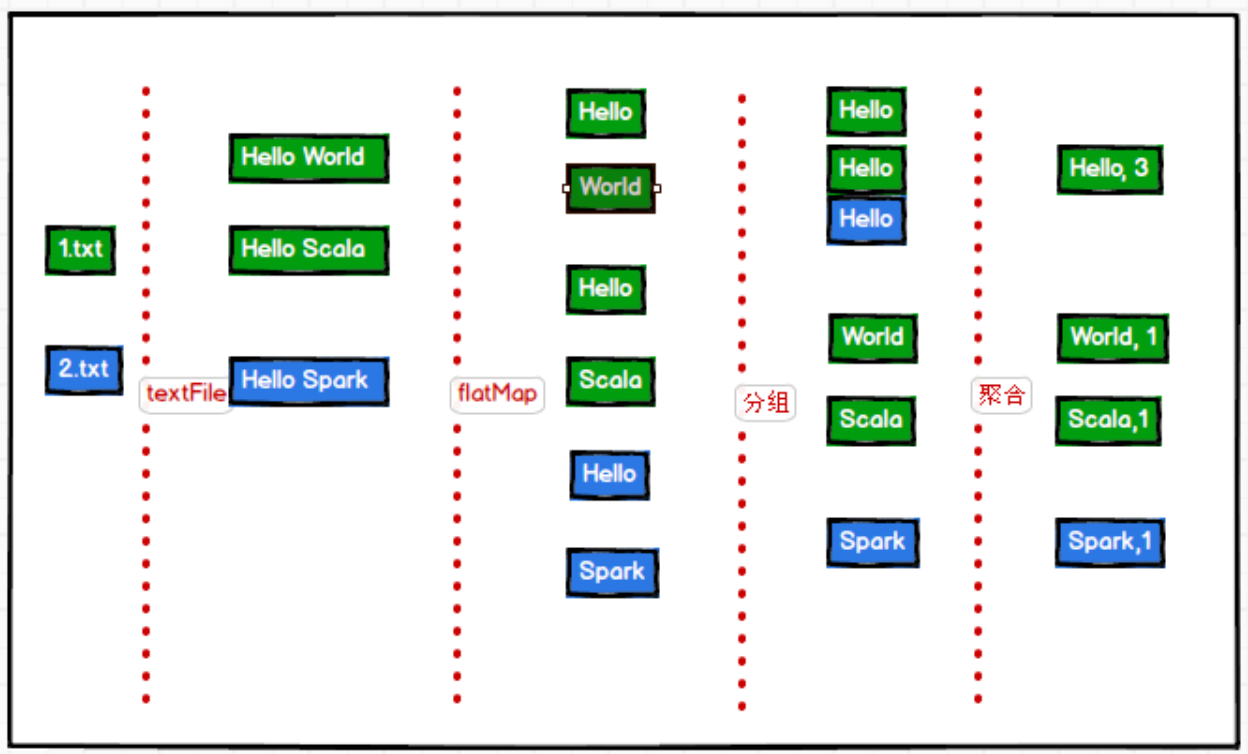 1.txt
2.txt
textFile
Hello World
Hello Scala
Hello Spark
flatMap
Hello
World
Hello
Scala
Hello
Spark
分组
Hello
Hello
Hello
World
Scala
Spark
聚合
Hello, 3
World, 1
Scala,1
Spark,1